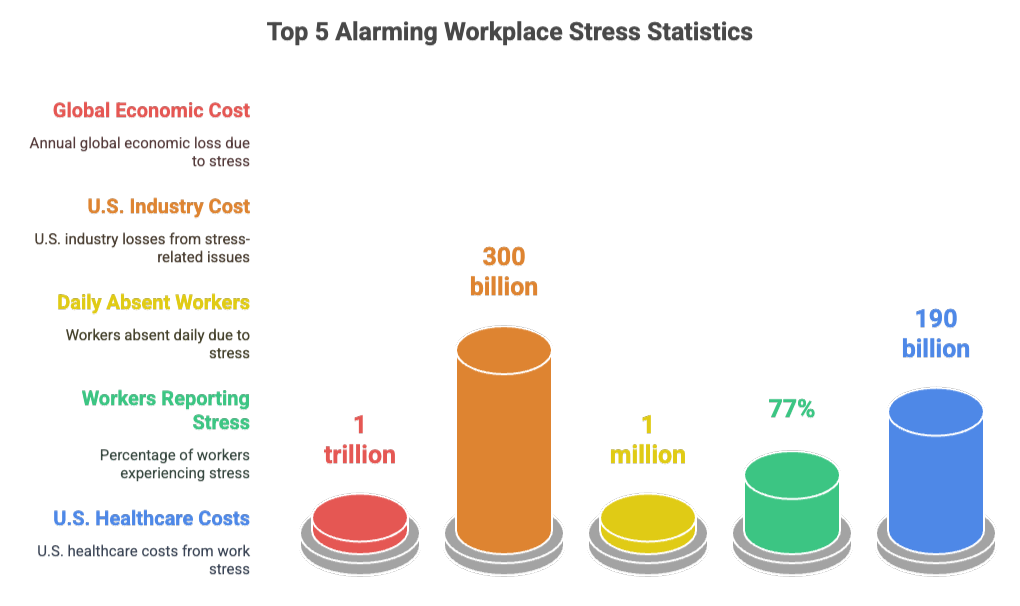 Top 5 Alarming Workplace Stress Statistics
Global Economic Cost
Annual global economic loss due
to stress
U.S. Industry Cost
U.S. industry losses from stress-
related issues
Daily Absent Workers
Workers absent daily due to
stress
Workers Reporting
Stress
Percentage of workers
experiencing stress
U.S. Healthcare Costs
U.S. healthcare costs from work
stress
1
trillion
300
billion
1
million
77%
190
billion